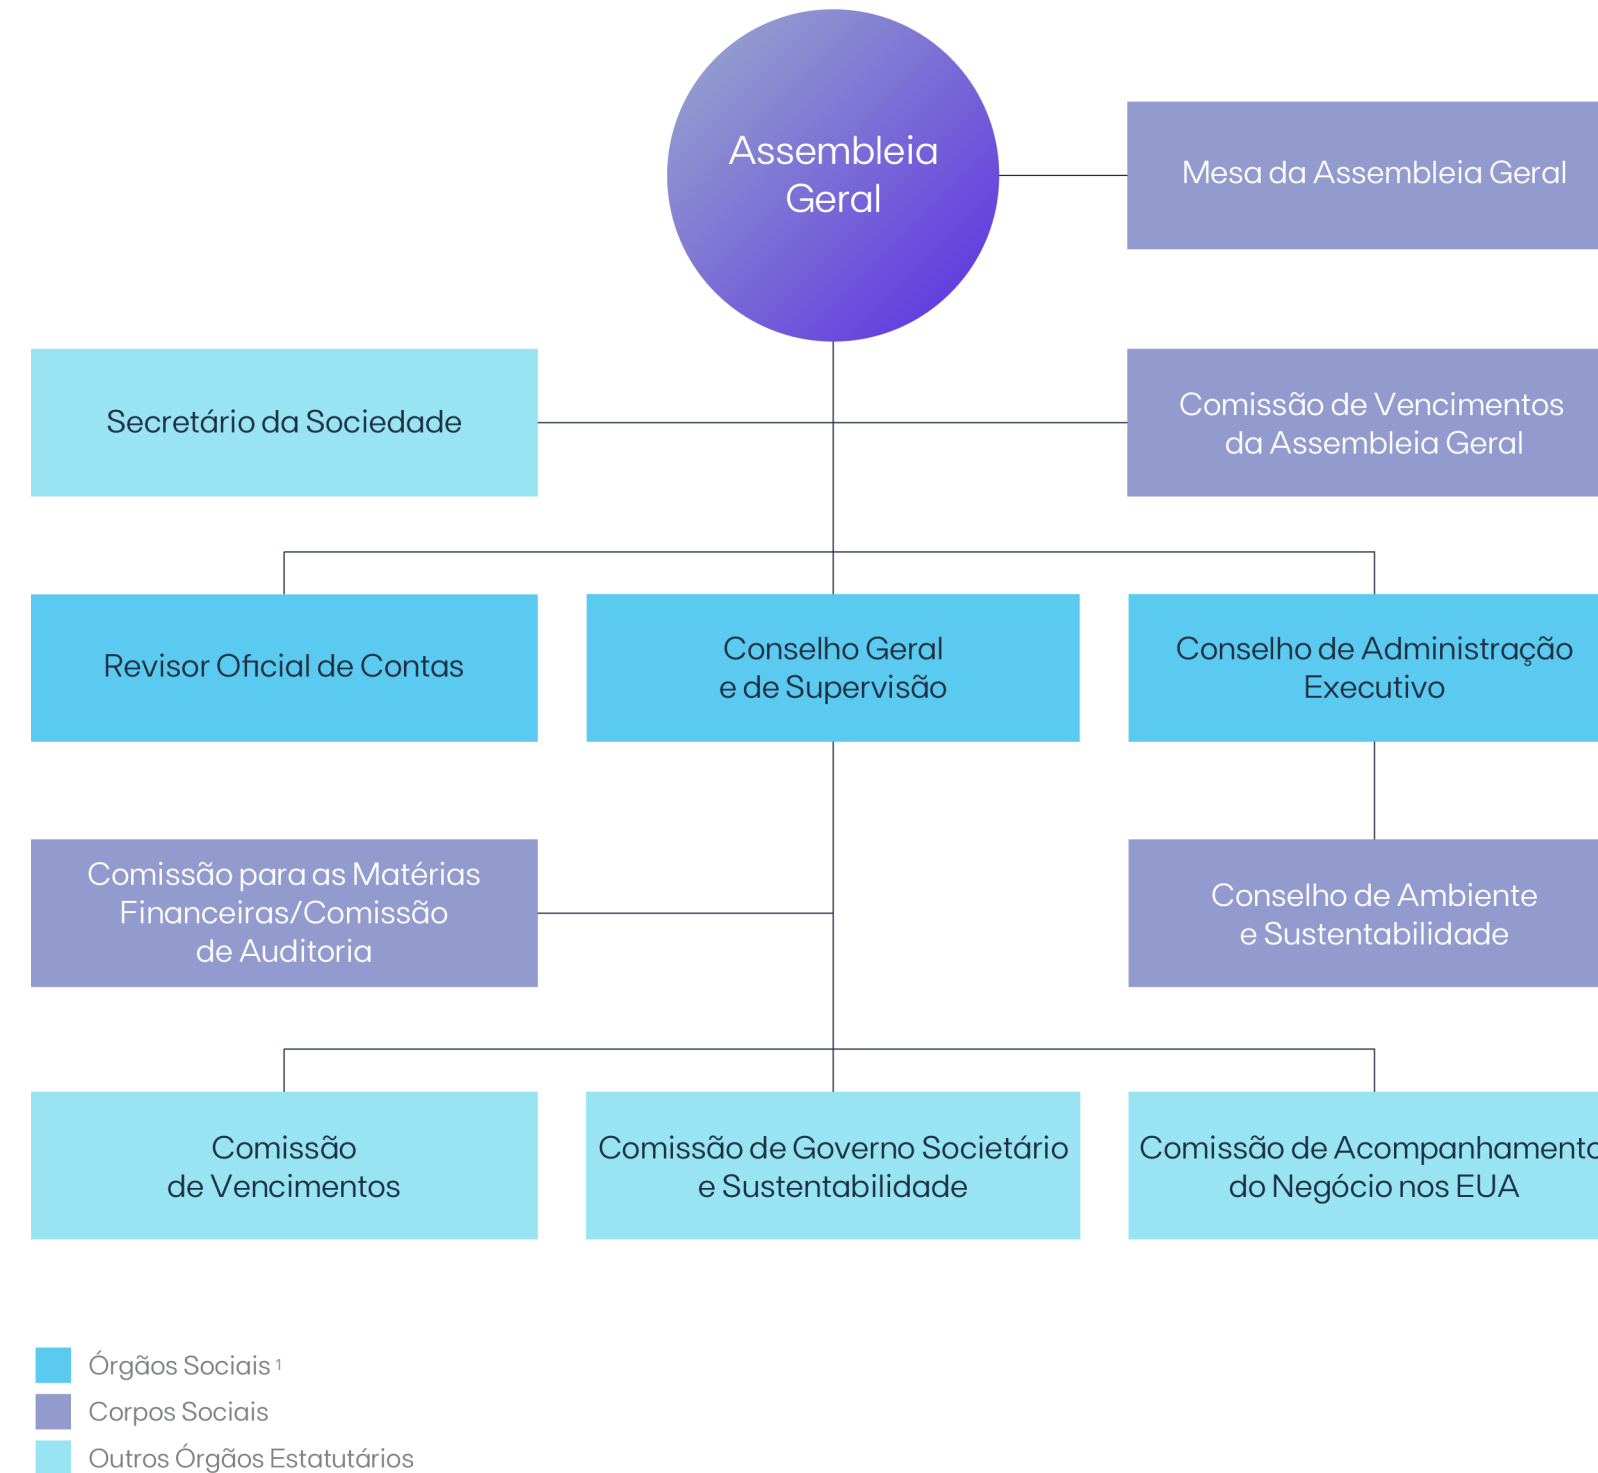 Assembleia
Geral
Mesa da Assembleia Geral
Secretário da Sociedade
Comissão de Vencimentos
da Assembleia Geral
Revisor Oficial de Contas
Conselho Geral
e de Supervisão
Conselho de Administração
Executivo
Comissão para as Matérias
Financeiras/Comissão
de Auditoria
Conselho de Ambiente
e Sustentabilidade
Comissão
de Vencimentos
Comissão de Governo Societário
e Sustentabilidade
Comissão de Acompanhamento
do Negócio nos EUA
Órgãos Sociais ¹
Corpos Sociais
Outros Órgãos Estatutários